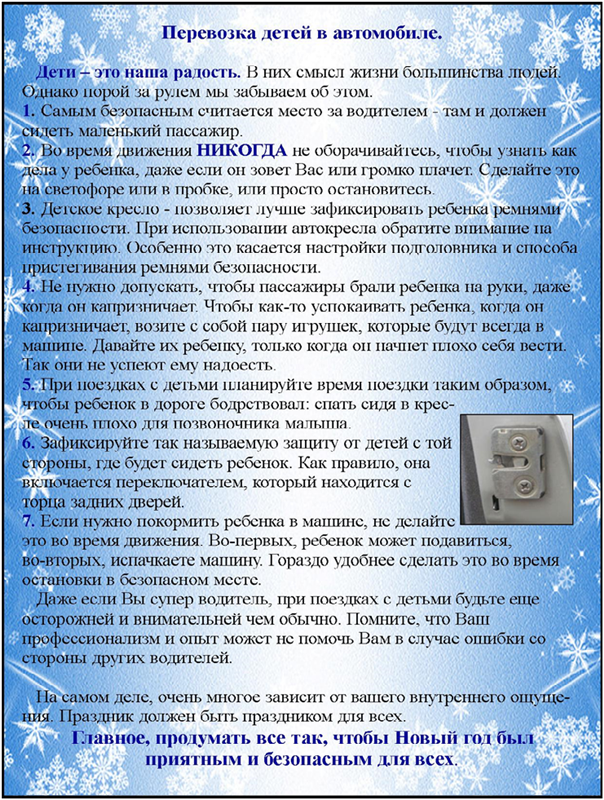 Перевозка детей в автомобиле.
Дети – это наша радость. В них смысл жизни большинства людей.
Однако порой за рулем мы забываем об этом.
1. Самым безопасным считается место за водителем - там и должен
сидеть маленький пассажир.
2. Во время движения НИКОГДА не оборачивайтесь, чтобы узнать как
дела у ребенка, даже если он зовет Вас или громко плачет. Сделайте это
на светофоре или в пробке, или просто остановитесь.
3. Детское кресло - позволяет лучше зафиксировать ребенка ремнями
безопасности. При использовании автокресла обратите внимание на
инструкцию. Особенно это касается настройки подголовника и способа
пристегивания ремнями безопасности.
4. Не нужно допускать, чтобы пассажиры брали ребенка на руки, даже
когда он капризничает. Чтобы как-то успокаивать ребенка, когда он
капризничает, возите с собой пару игрушек, которые будут всегда в
машине. Давайте их ребенку, только когда он начнет плохо себя вести.
Так они не успеют ему надоесть.
5. При поездках с детьми планируйте время поездки таким образом,
чтобы ребенок в дороге бодрствовал: спать сидя в крес-
ле очень плохо для позвоночника малыша.
6. Зафиксируйте так называемую защиту от детей с той
стороны, где будет сидеть ребенок. Как правило, она
включается переключателем, который находится с
торца задних дверей.
7. Если нужно покормить ребенка в машине, не делайте
это во время движения. Во-первых, ребенок может подавиться,
во-вторых, испачкаете машину. Гораздо удобнее сделать это во время
остановки в безопасном месте.
Даже если Вы супер водитель, при поездках с детьми будьте еще
осторожней и внимательней чем обычно. Помните, что Ваш
профессионализм и опыт может не помочь Вам в случае ошибки со
стороны других водителей.
На самом деле, очень многое зависит от вашего внутреннего ощуще-
ния. Праздник должен быть праздником для всех.
Главное, продумать все так, чтобы Новый год был
приятным и безопасным для всех.